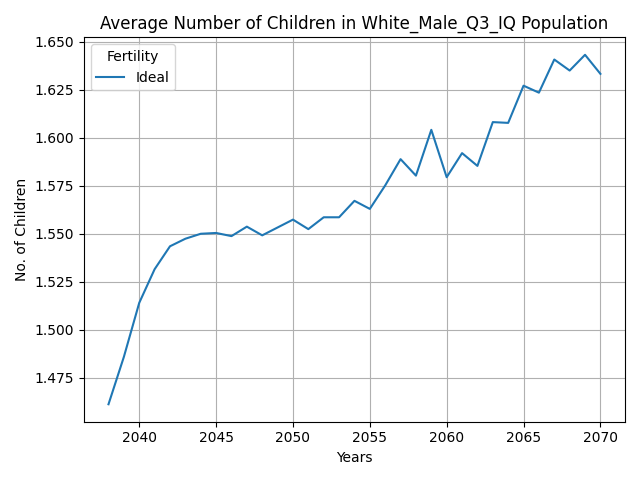 Average Number of Children in White_Male_Q3_IQ Population
Fertility
Ideal
1.650
1.625
1.600
1.575
1.550
1.525
1.500
1.475
No. of Children
2040 2045 2050 2055 2060 2065 2070
Years